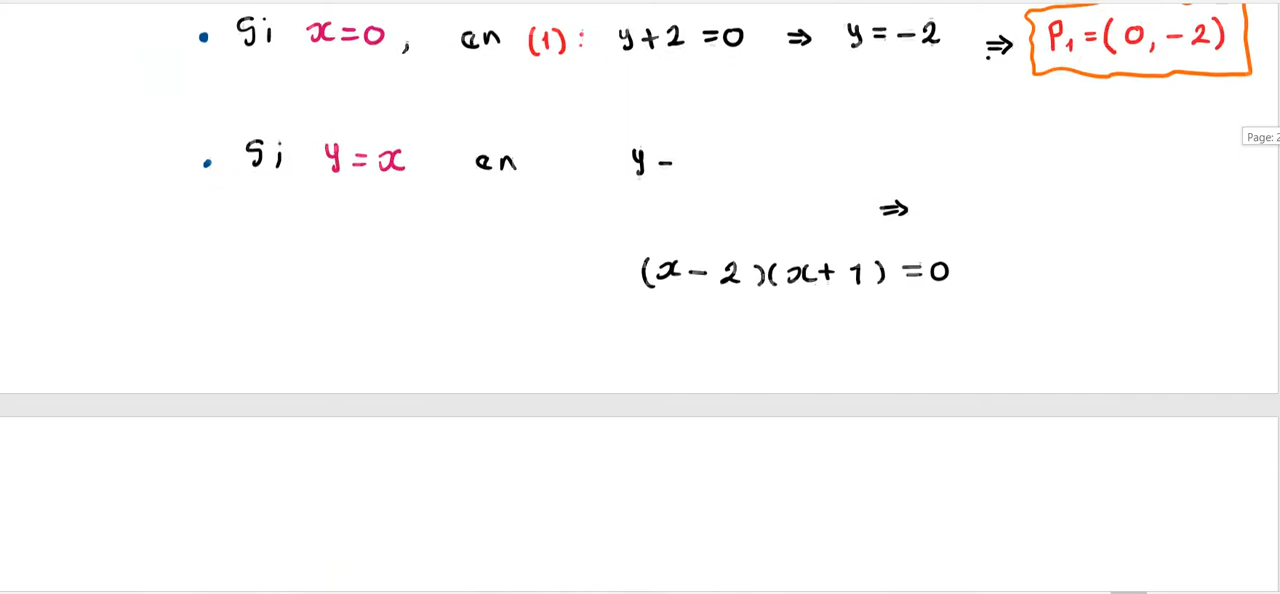 • Si x=0, en (1): y+2=0 ⇒ y=-2 ⇒ P₁=(0,-2)
Page: 2
• Si y=x en y-
⇒
(x-2)(x+1)=0